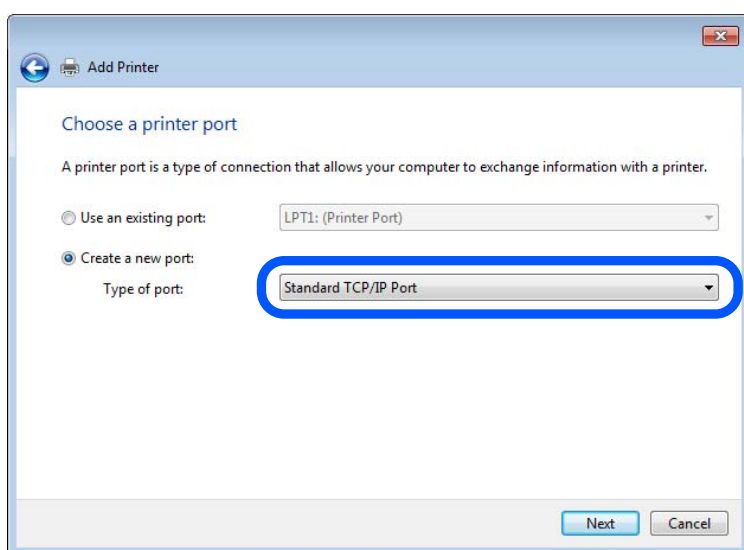 Add Printer
Choose a printer port
A printer port is a type of connection that allows your computer to exchange information with a printer.
Use an existing port: LPT1: (Printer Port)
Create a new port:
Type of port: Standard TCP/IP Port
Next Cancel